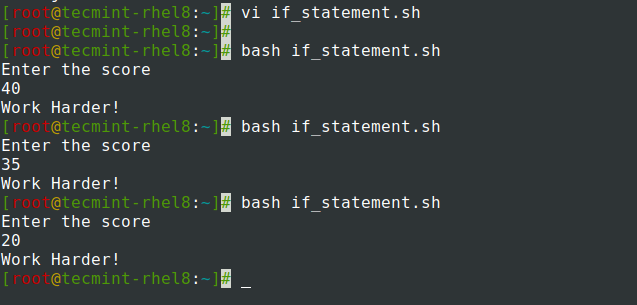 [root@tecmint-rhel8:~]# vi if_statement.sh
[root@tecmint-rhel8:~]#
[root@tecmint-rhel8:~]# bash if_statement.sh
Enter the score
40
Work Harder!
[root@tecmint-rhel8:~]# bash if_statement.sh
Enter the score
35
Work Harder!
[root@tecmint-rhel8:~]# bash if_statement.sh
Enter the score
20
Work Harder!
[root@tecmint-rhel8:~]# _